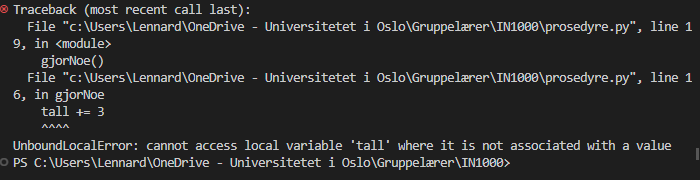 Traceback (most recent call last):
  File "c:\Users\Lennard\OneDrive - Universitetet i Oslo\Gruppelærer\IN1000\prosedyre.py", line 1
9, in <module>
    gjorNoe()
  File "c:\Users\Lennard\OneDrive - Universitetet i Oslo\Gruppelærer\IN1000\prosedyre.py", line 1
6, in gjorNoe
    tall += 3
    ^^^^
UnboundLocalError: cannot access local variable 'tall' where it is not associated with a value
PS C:\Users\Lennard\OneDrive - Universitetet i Oslo\Gruppelærer\IN1000>